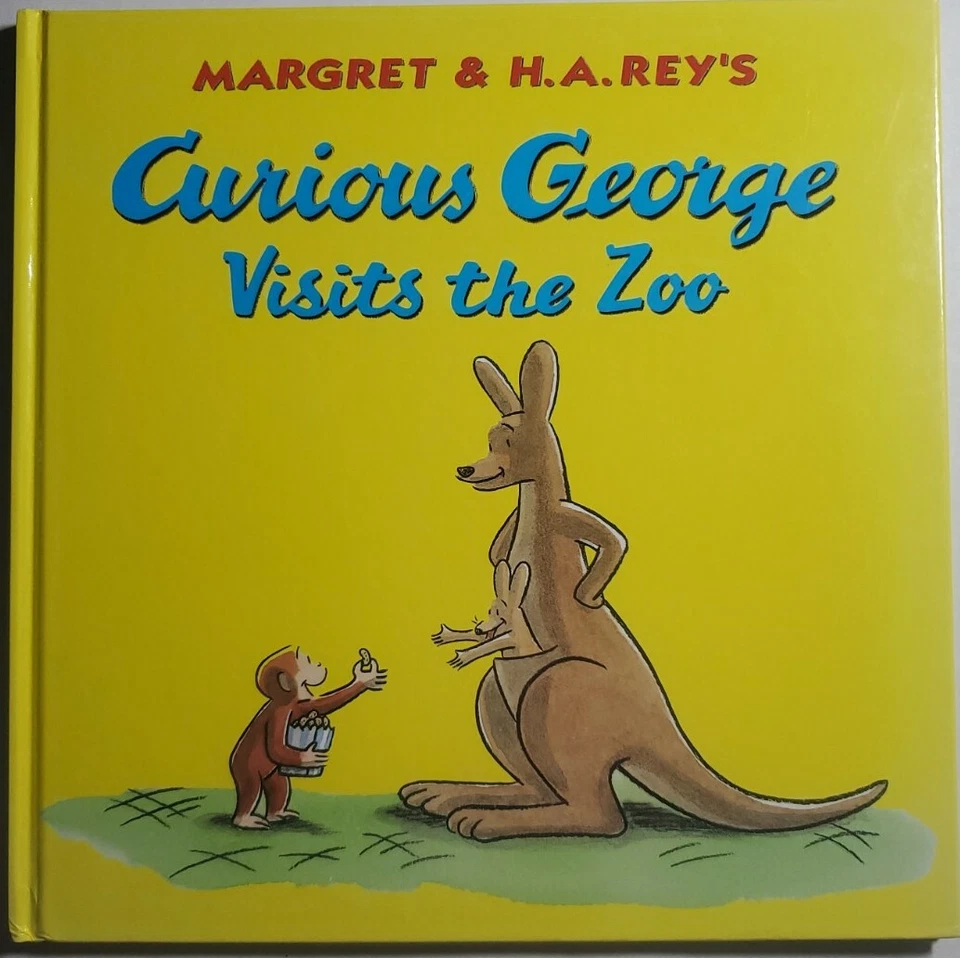 MARGRET & H.A.REY'S
Curious George
Visits the Zoo